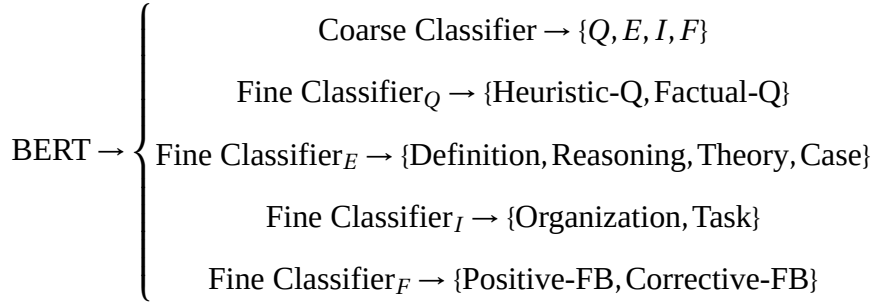 Coarse Classifier → {Q, E, I, F}
Fine Classifier_Q → {Heuristic-Q, Factual-Q}
BERT → { Fine Classifier_E → {Definition, Reasoning, Theory, Case}
Fine Classifier_I → {Organization, Task}
Fine Classifier_F → {Positive-FB, Corrective-FB}